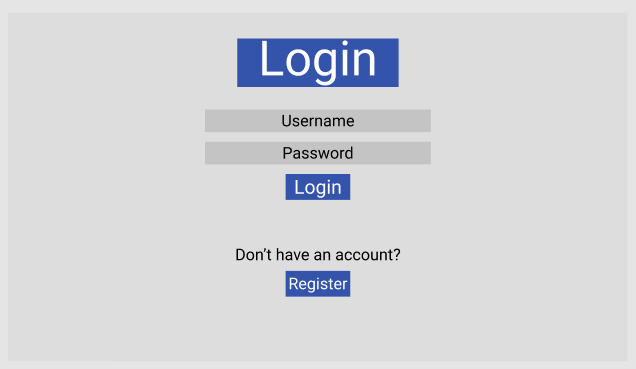 Login
Username
Password
Login
Don't have an account?
Register